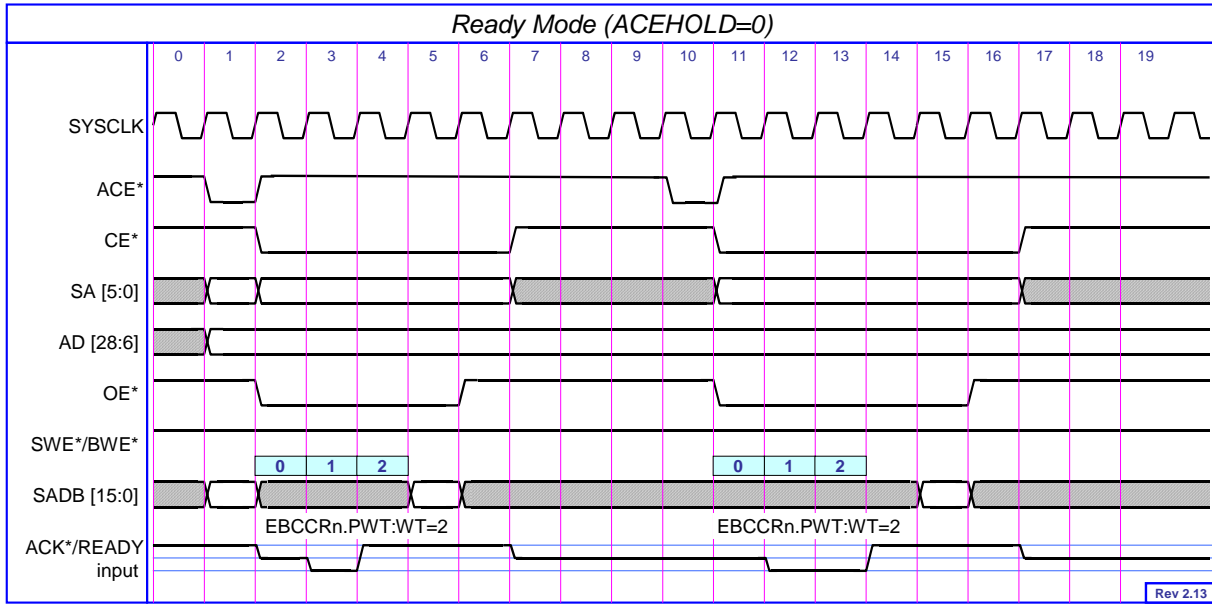 Ready Mode (ACEHOLD=0)
0 1 2 3 4 5 6 7 8 9 10 11 12 13 14 15 16 17 18 19
SYSCLK
ACE*
CE*
SA [5:0]
AD [28:6]
OE*
SWE*/BWE*
0 1 2 0 1 2
SADB [15:0]
EBCCRn.PWT:WT=2 EBCCRn.PWT:WT=2
ACK*/READY
input
Rev 2.13